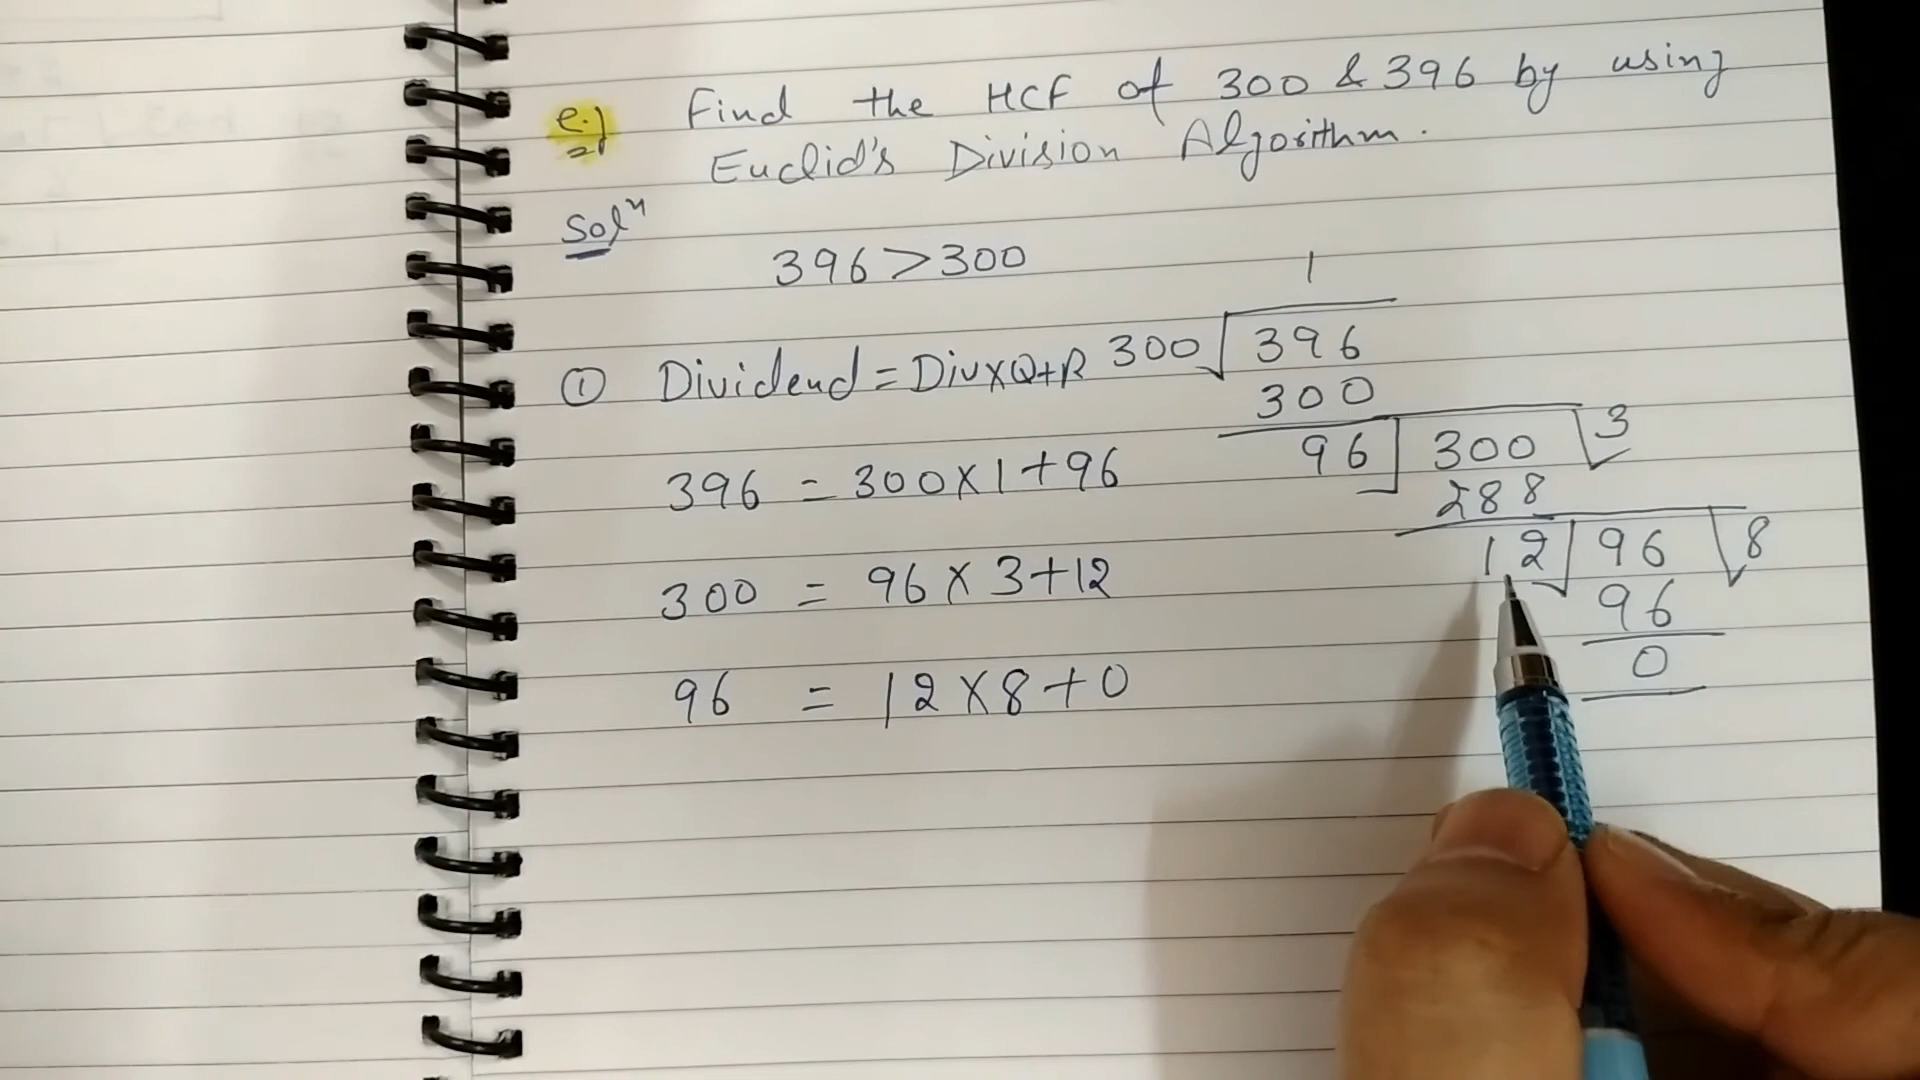 e.g Find the HCF of 300 & 396 by using
Euclid's Division Algorithm.
Solⁿ
396 > 300
① Dividend = Div x Q + R
396 = 300 x 1 + 96
300 = 96 x 3 + 12
96 = 12 x 8 + 0
1
300 396
300
96 300 3
288
12 96 8
96
0